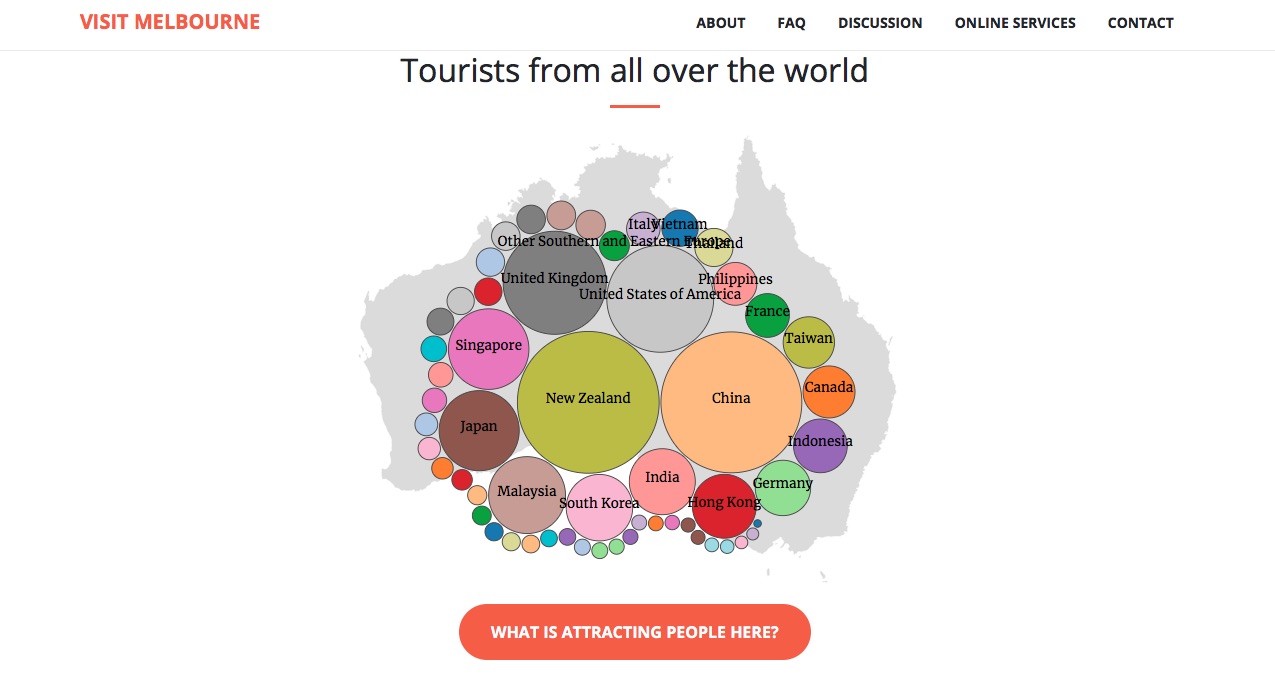 VISIT MELBOURNE
ABOUT FAQ DISCUSSION ONLINE SERVICES CONTACT
Tourists from all over the world
Italy
Vietnam
Other Southern and Eastern Europe
Thailand
United Kingdom
Philippines
United States of America
France
Singapore
Taiwan
New Zealand
China
Canada
Japan
Indonesia
India
Malaysia
Germany
South Korea
Hong Kong
WHAT IS ATTRACTING PEOPLE HERE?